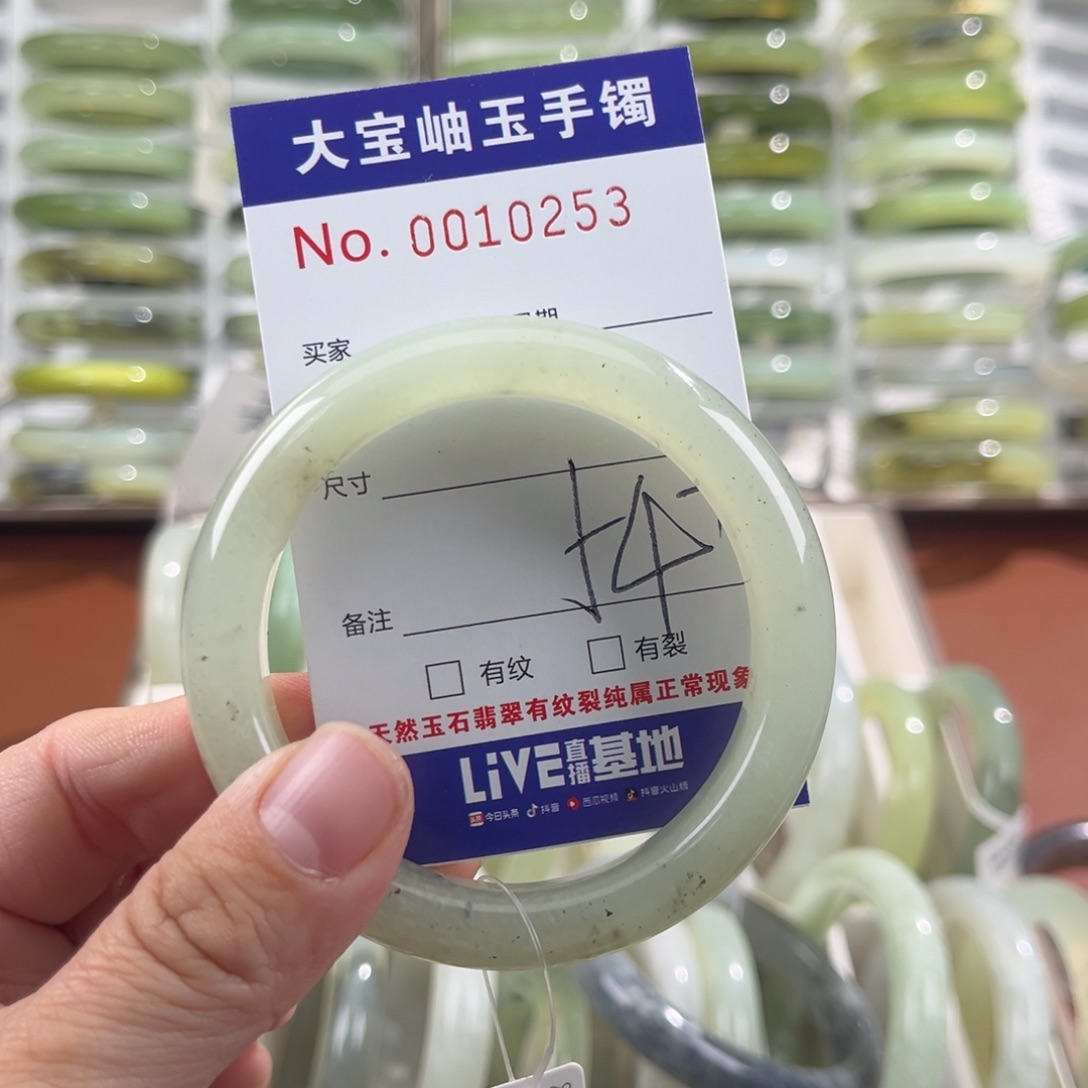 大宝岫玉手镯
No. 0010253
买家
尺寸
备注
有纹 有裂
天然玉石翡翠有纹裂纯属正常现象
LiVE直播基地
今日头条 抖音 西瓜视频 抖音火山